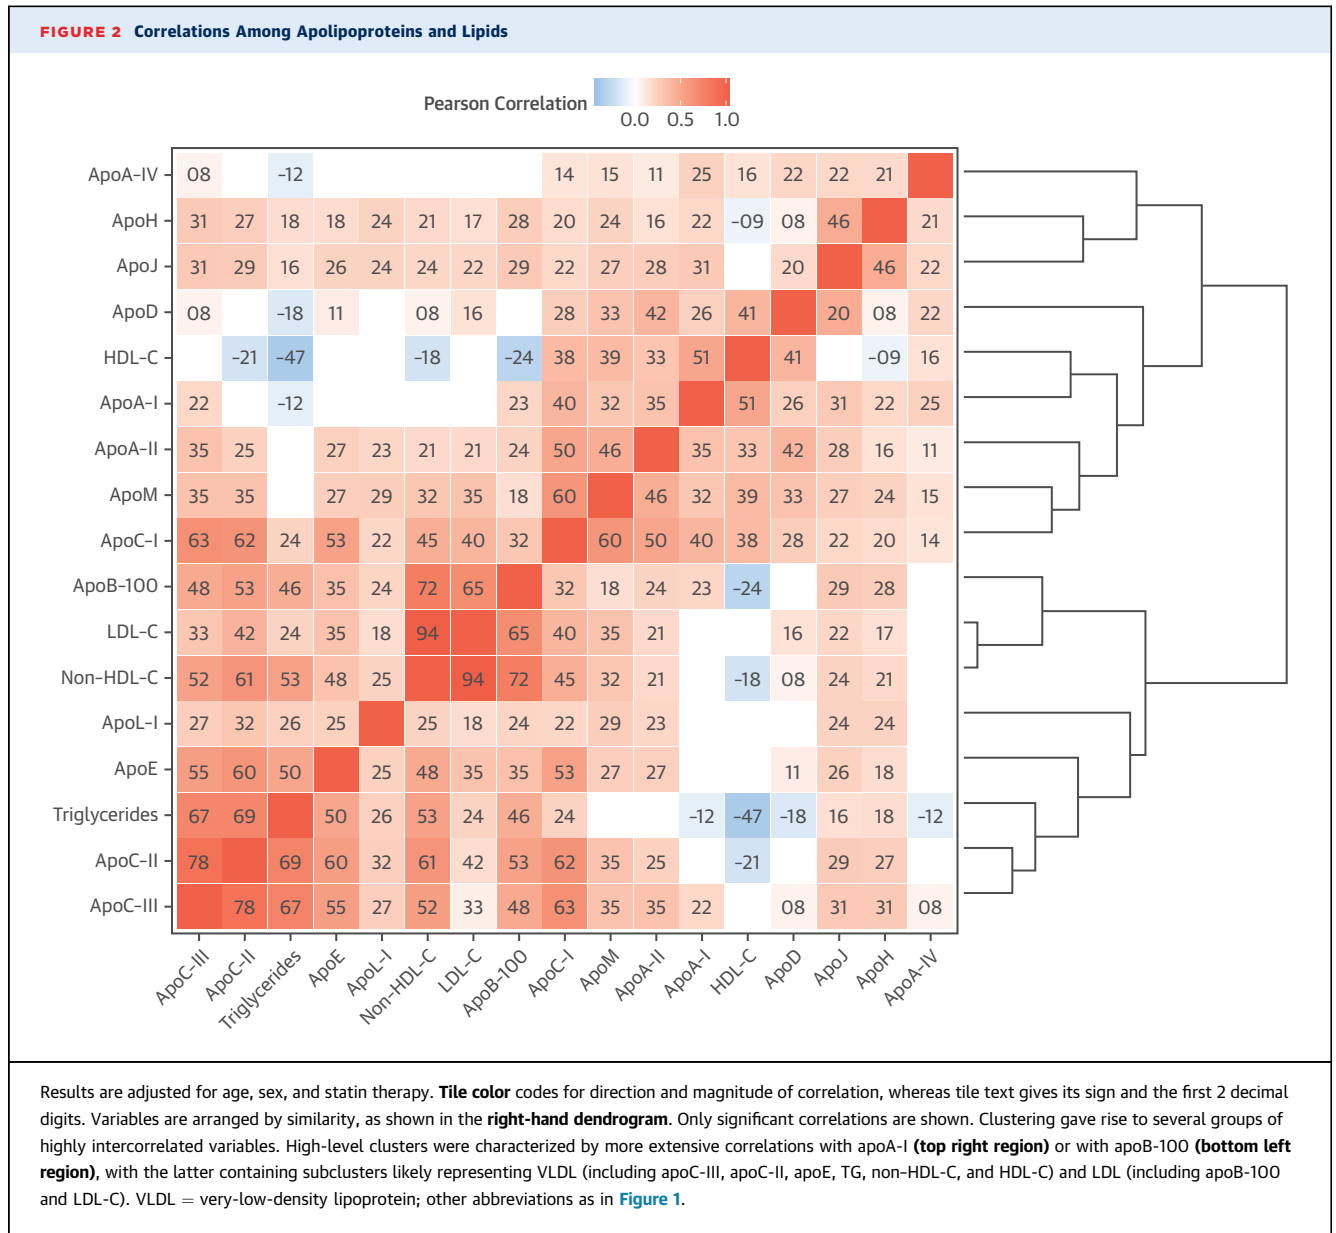 FIGURE 2 Correlations Among Apolipoproteins and Lipids
Pearson Correlation
0.0 0.5 1.0
ApoA-IV 08 -12 14 15 11 25 16 22 22 21
ApoH 31 27 18 18 24 21 17 28 20 24 16 22 -09 08 46 21
ApoJ 31 29 16 26 24 24 22 29 22 27 28 31 20 46 22
ApoD 08 -18 11 08 16 28 33 42 26 41 20 08 22
HDL-C -21 -47 -18 -24 38 39 33 51 41 -09 16
ApoA-I 22 -12 23 40 32 35 51 26 31 22 25
ApoA-II 35 25 27 23 21 21 24 50 46 35 33 42 28 16 11
ApoM 35 35 27 29 32 35 18 60 46 32 39 33 27 24 15
ApoC-I 63 62 24 53 22 45 40 32 60 50 40 38 28 22 20 14
ApoB-100 48 53 46 35 24 72 65 32 18 24 23 -24 29 28
LDL-C 33 42 24 35 18 94 65 40 35 21 16 22 17
Non-HDL-C 52 61 53 48 25 94 72 45 32 21 -18 08 24 21
ApoL-I 27 32 26 25 25 18 24 22 29 23 24 24
ApoE 55 60 50 25 48 35 35 53 27 27 11 26 18
Triglycerides 67 69 50 26 53 24 46 24 -12 -47 -18 16 18 -12
ApoC-II 78 69 60 32 61 42 53 62 35 25 -21 29 27
ApoC-III 78 67 55 27 52 33 48 63 35 35 22 08 31 31 08
ApoC-III ApoC-II Triglycerides ApoE ApoL-I Non-HDL-C LDL-C ApoB-100 ApoC-I ApoM ApoA-II ApoA-I HDL-C ApoD ApoJ ApoH ApoA-IV
Results are adjusted for age, sex, and statin therapy. Tile color codes for direction and magnitude of correlation, whereas tile text gives its sign and the first 2 decimal
digits. Variables are arranged by similarity, as shown in the right-hand dendrogram. Only significant correlations are shown. Clustering gave rise to several groups of
highly intercorrelated variables. High-level clusters were characterized by more extensive correlations with apoA-I (top right region) or with apoB-100 (bottom left
region), with the latter containing subclusters likely representing VLDL (including apoC-III, apoC-II, apoE, TG, non-HDL-C, and HDL-C) and LDL (including apoB-100
and LDL-C). VLDL = very-low-density lipoprotein; other abbreviations as in Figure 1.